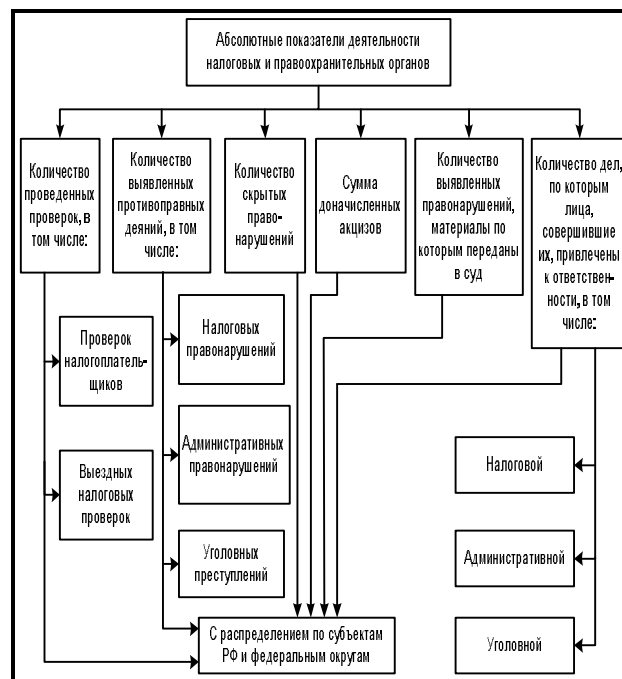 Абсолютные показатели деятельности
налоговых и правоохранительных органов
Количество
проведенных
проверок, в
том числе:
Количество
выявленных
противоправных
деяний, в том
числе:
Количество
скрытых
право-
нарушений
Сумма
доначисленных
акцизов
Количество
выявленных
правонарушений,
материалы по
которым переданы
в суд
Количество дел,
по которым
лица,
совершившие
их, привлечены
к ответствен-
ности, в том
числе:
Проверок
налогоплатель-
щиков
Выездных
налоговых
проверок
Налоговых
правонарушений
Административных
правонарушений
Уголовных
преступлений
Налоговой
Административной
Уголовной
С распределением по субъектам
РФ и федеральным округам